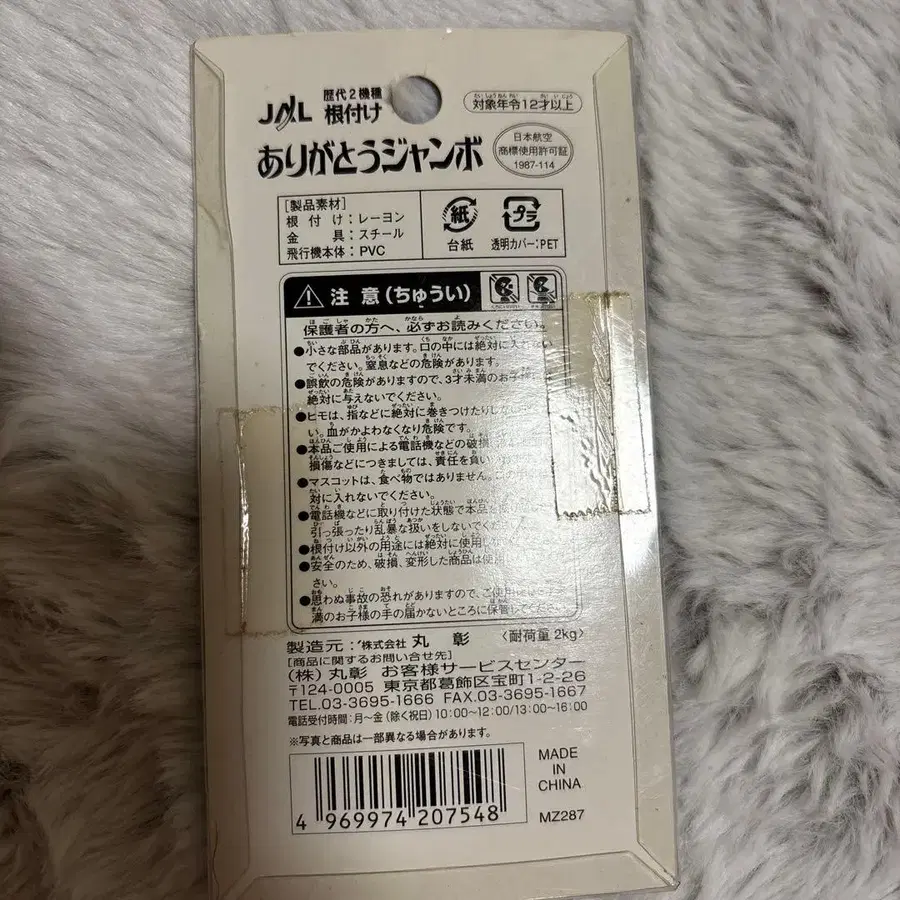 JAL 歴代2機種 根付け
ありがとうジャンボ
対象年令12才以上
日本航空
商標使用許可証
1987-114
[製品素材]
根付け:レーヨン
金具:スチール
飛行機本体:PVC
紙
台紙
プラ
透明カバー:PET
注意(ちゅうい)
保護者の方へ、必ずお読みください。
●小さな部品があります。口の中には絶対に入れ
でください。窒息などの危険があります。
●誤飲の危険がありますので、3才未満のお子様
絶対に与えないでください。
●ヒモは、指などに絶対に巻きつけたりし
い。血がかよわなくなり危険です。
●本品ご使用による電話機などの破損
損傷などにつきましては、責任を負い
●マスコットは、食べ物ではありません。
対に入れないでください。
●電話機などに取り付けた状態で本品を
引っ張ったり乱暴な扱いをしないでくだ
●根付け以外の用途には絶対に使用し
●安全のため、破損、変形した商品は使用
さい。
●思わぬ事故の恐れがありますので、ご使用
満のお子様の手の届かないところに保管してください。
製造元:株式会社 丸彰 〈耐荷重 2kg〉
[商品に関するお問い合せ先]
(株)丸彰 お客様サービスセンター
〒124-0005 東京都葛飾区宝町1-2-26
TEL.03-3695-1666 FAX.03-3695-1667
電話受付時間:月〜金(除く祝日)10:00〜12:00/13:00〜16:00
※写真と商品は一部異なる場合があります。
4 969974 207548
MADE
IN
CHINA
MZ287